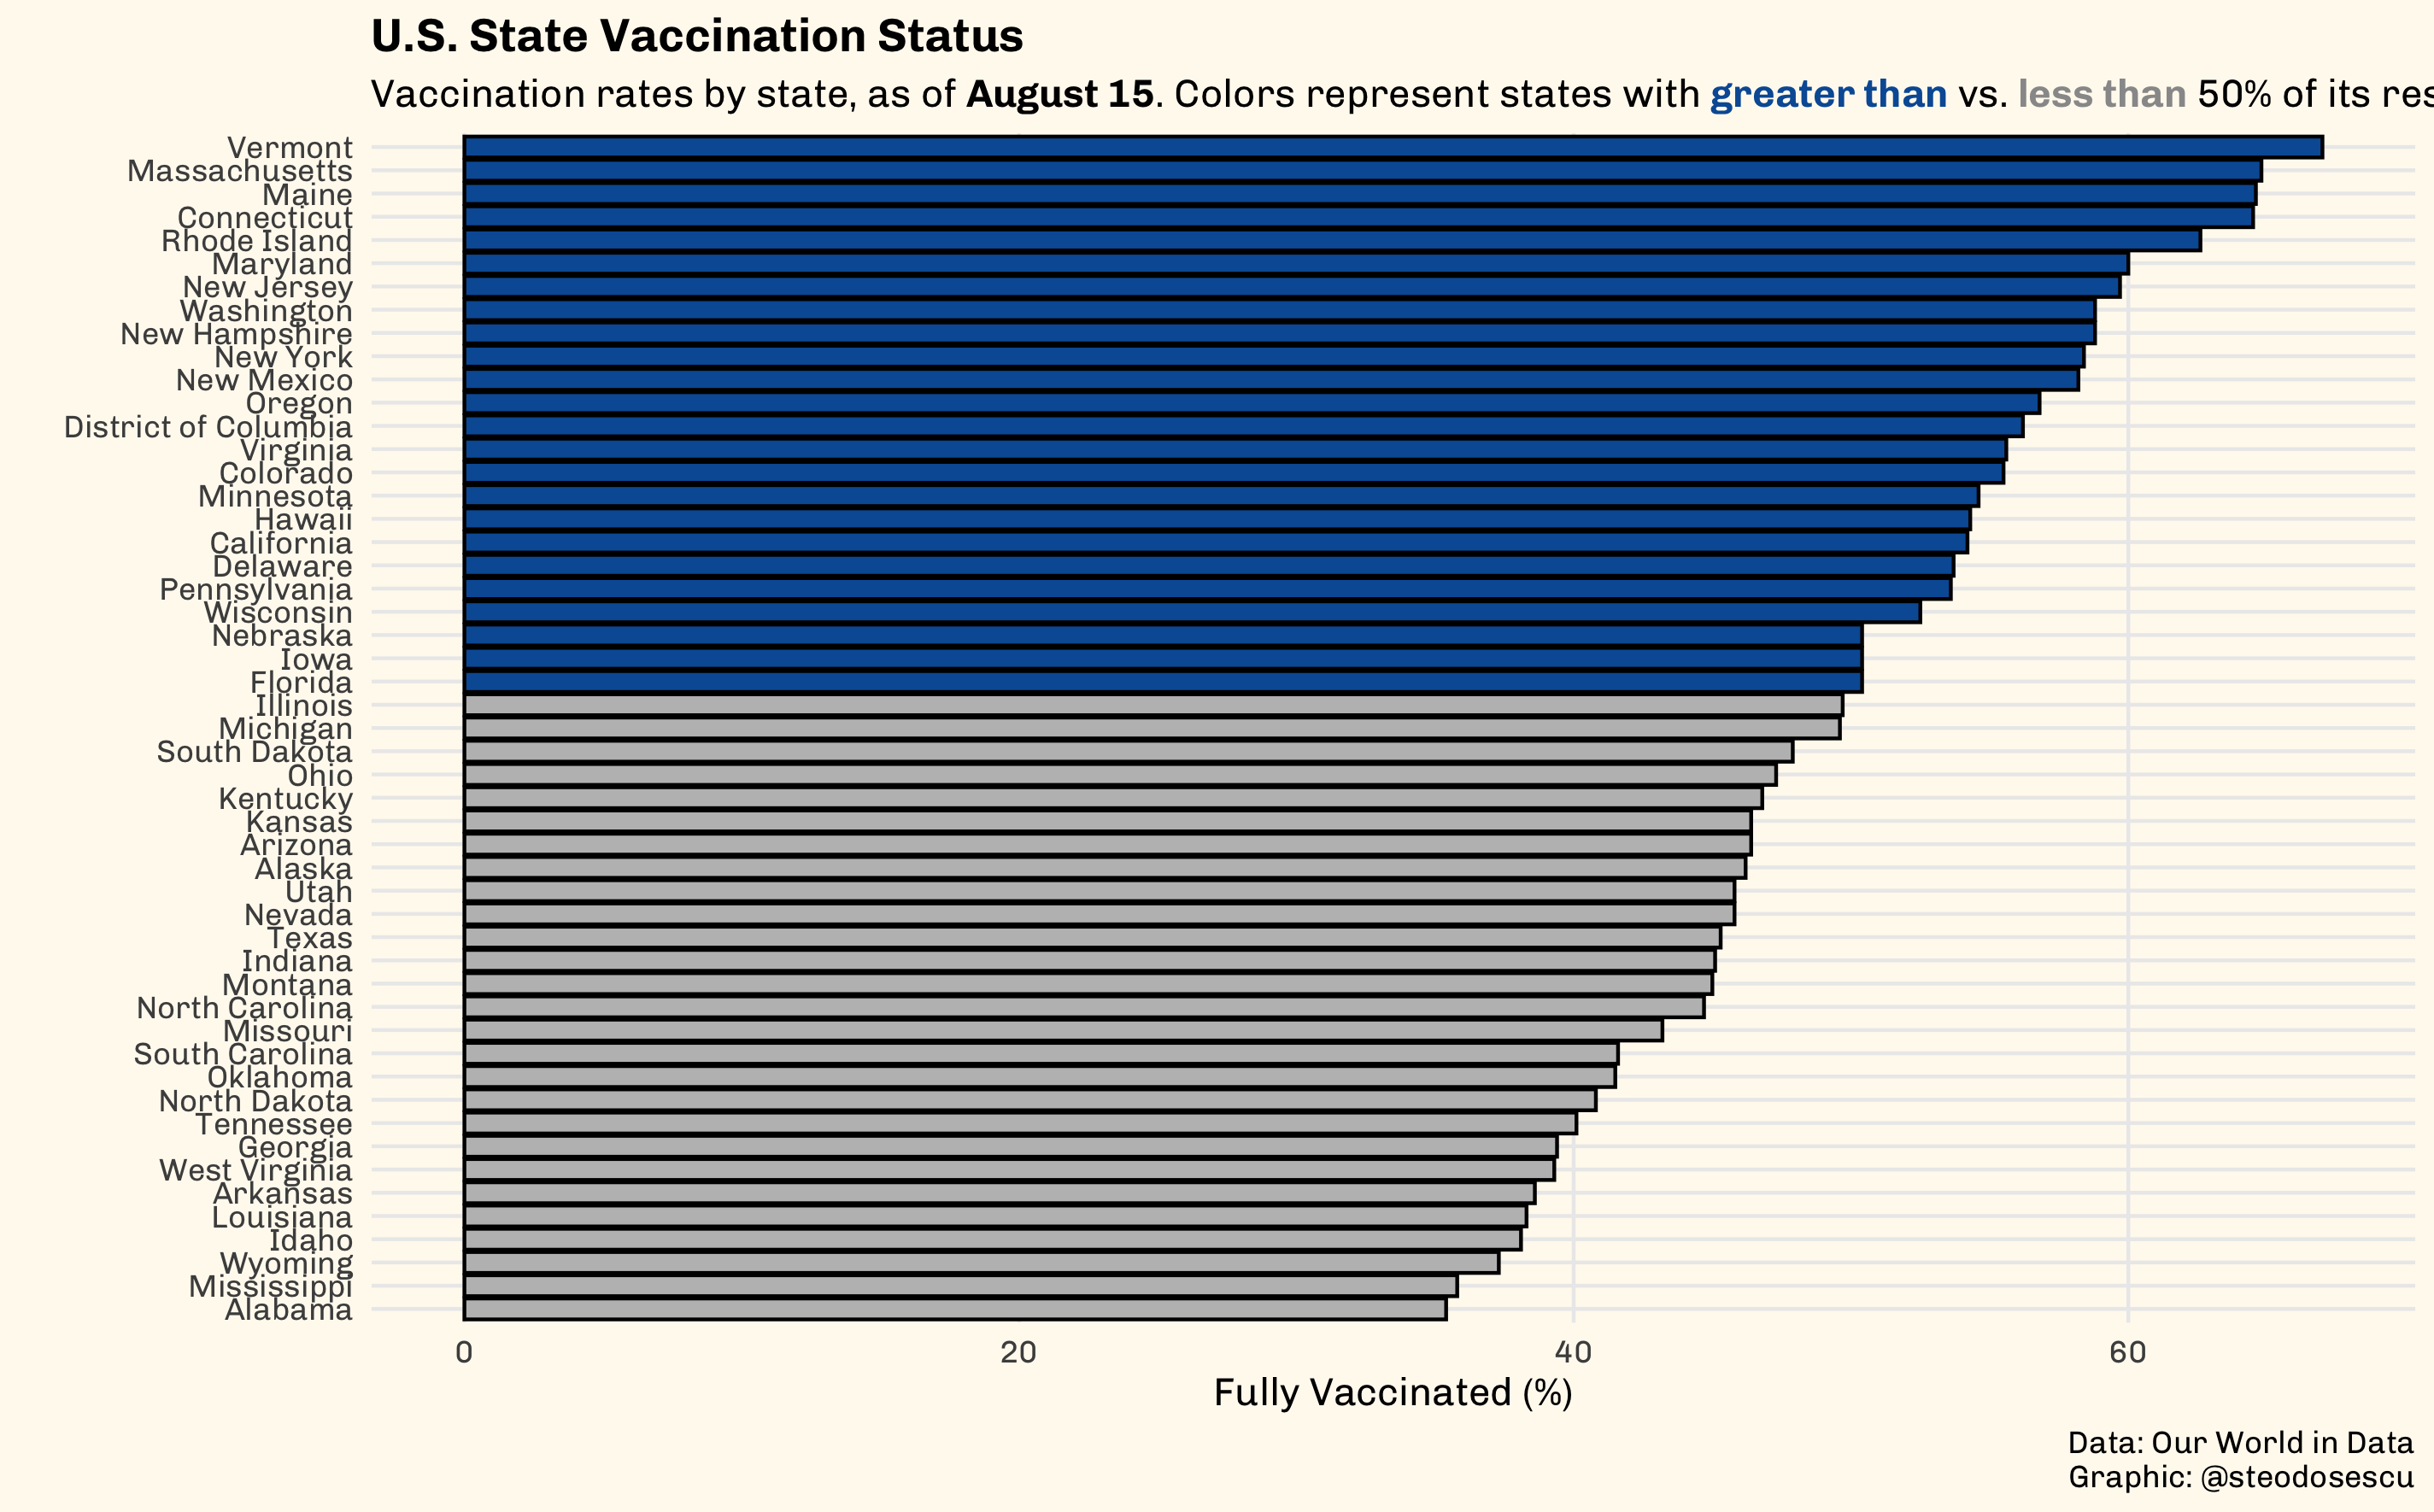 U.S. State Vaccination Status
Vaccination rates by state, as of August 15. Colors represent states with greater than vs. less than 50% of its
Vermont
Massachusetts
Maine
Connecticut
Rhode Island
Maryland
New Jersey
Washington
New Hampshire
New York
New Mexico
Oregon
District of Columbia
Virginia
Colorado
Minnesota
Hawaii
California
Delaware
Pennsylvania
Wisconsin
Nebraska
Iowa
Florida
Illinois
Michigan
South Dakota
Ohio
Kentucky
Kansas
Arizona
Alaska
Utah
Nevada
Texas
Indiana
Montana
North Carolina
Missouri
South Carolina
Oklahoma
North Dakota
Tennessee
Georgia
West Virginia
Arkansas
Louisiana
Idaho
Wyoming
Mississippi
Alabama
0 20 40 60
Fully Vaccinated (%)
Data: Our World in Data
Graphic: @steodosescu